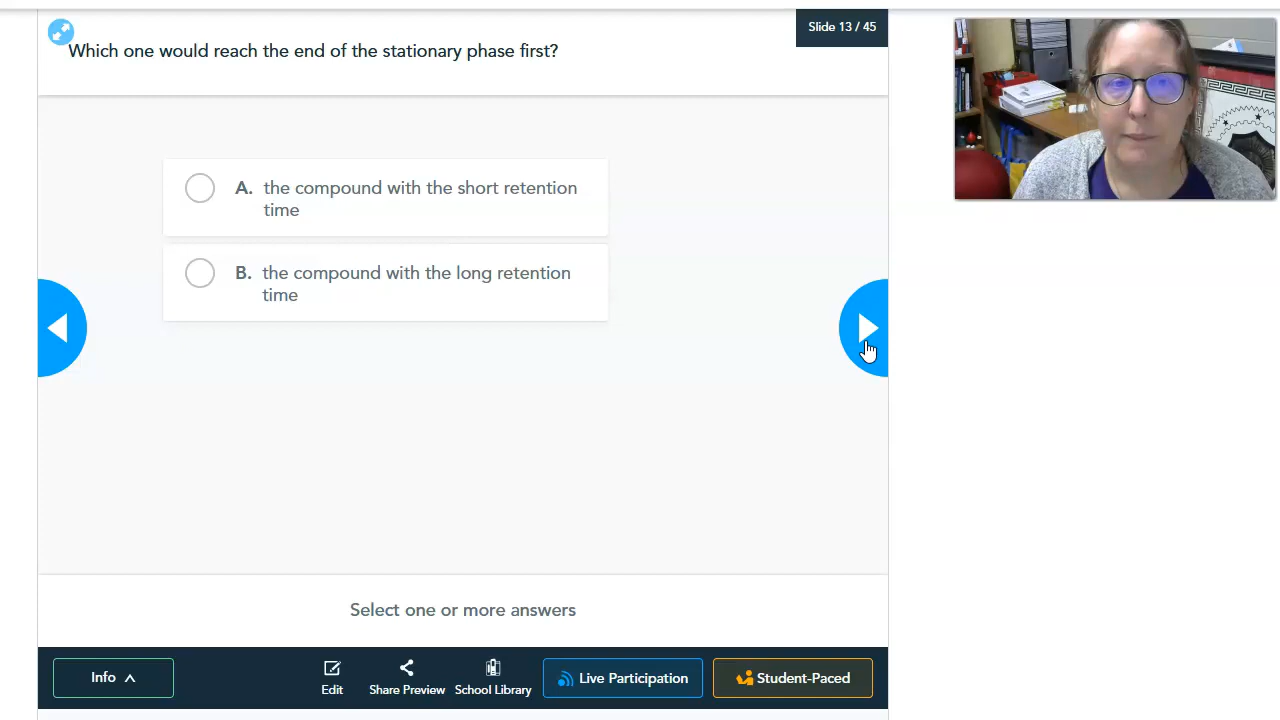 Slide 13 / 45
Which one would reach the end of the stationary phase first?
A. the compound with the short retention
time
B. the compound with the long retention
time
Select one or more answers
Info
Edit
Share Preview
School Library
Live Participation
Student-Paced